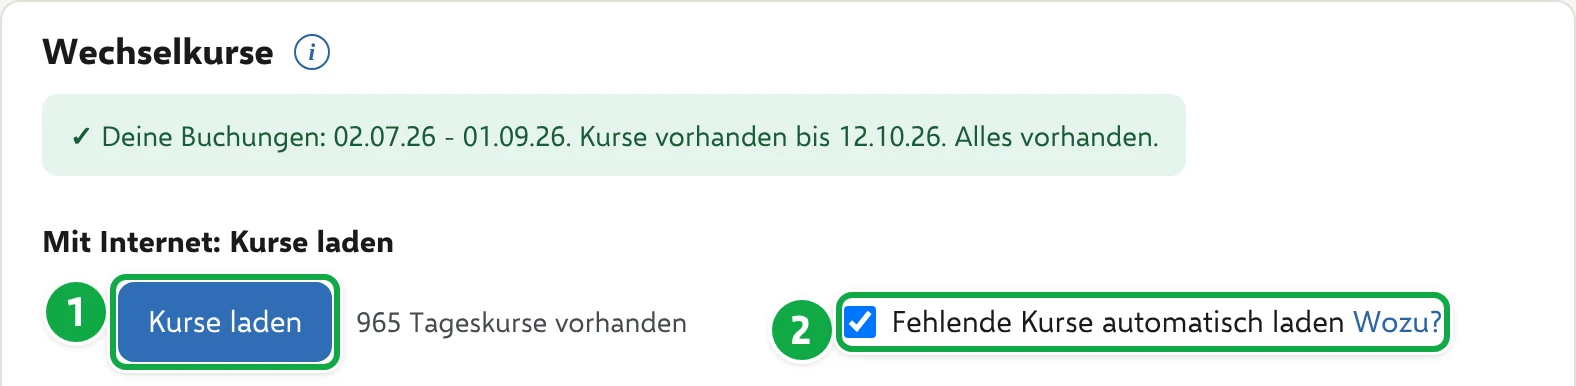 Wechselkurse i
✓ Deine Buchungen: 02.07.26 - 01.09.26. Kurse vorhanden bis 12.10.26. Alles vorhanden.
Mit Internet: Kurse laden
1 Kurse laden 965 Tageskurse vorhanden 2 Fehlende Kurse automatisch laden Wozu?